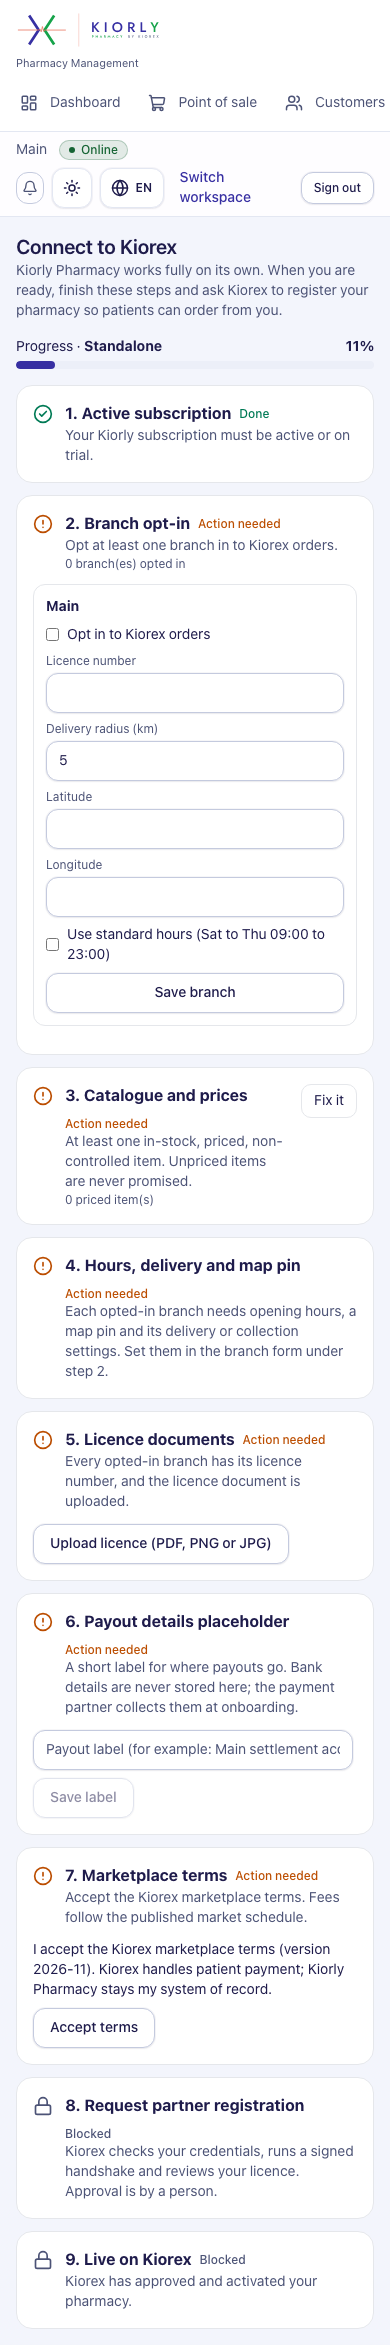 KIORLY
PHARMACY BY KIOREX
Pharmacy Management
Dashboard
Point of sale
Customers
Main
Online
EN
Switch
workspace
Sign out
Connect to Kiorex
Kiorly Pharmacy works fully on its own. When you are
ready, finish these steps and ask Kiorex to register your
pharmacy so patients can order from you.
Progress · Standalone
11%
1. Active subscription Done
Your Kiorly subscription must be active or on
trial.
2. Branch opt-in Action needed
Opt at least one branch in to Kiorex orders.
0 branch(es) opted in
Main
Opt in to Kiorex orders
Licence number
Delivery radius (km)
5
Latitude
Longitude
Use standard hours (Sat to Thu 09:00 to
23:00)
Save branch
3. Catalogue and prices
Fix it
Action needed
At least one in-stock, priced, non-
controlled item. Unpriced items
are never promised.
0 priced item(s)
4. Hours, delivery and map pin
Action needed
Each opted-in branch needs opening hours, a
map pin and its delivery or collection
settings. Set them in the branch form under
step 2.
5. Licence documents Action needed
Every opted-in branch has its licence
number, and the licence document is
uploaded.
Upload licence (PDF, PNG or JPG)
6. Payout details placeholder
Action needed
A short label for where payouts go. Bank
details are never stored here; the payment
partner collects them at onboarding.
Payout label (for example: Main settlement acc
Save label
7. Marketplace terms Action needed
Accept the Kiorex marketplace terms. Fees
follow the published market schedule.
I accept the Kiorex marketplace terms (version
2026-11). Kiorex handles patient payment; Kiorly
Pharmacy stays my system of record.
Accept terms
8. Request partner registration
Blocked
Kiorex checks your credentials, runs a signed
handshake and reviews your licence.
Approval is by a person.
9. Live on Kiorex Blocked
Kiorex has approved and activated your
pharmacy.